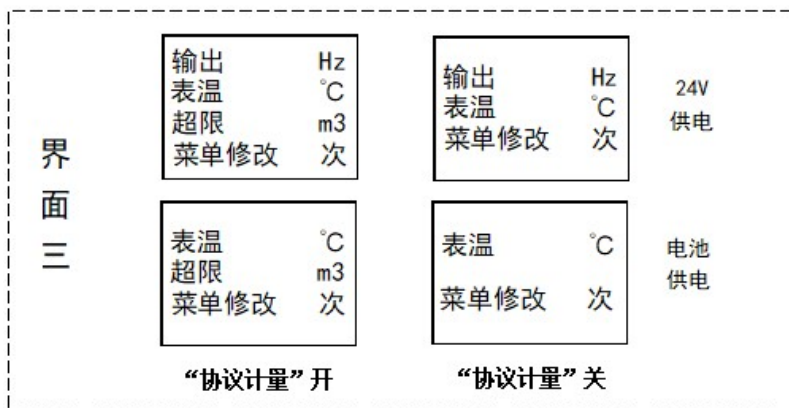 界面三
输出 Hz
表温 ℃
超限 m3
菜单修改 次
输出 Hz
表温 ℃
菜单修改 次
24V
供电
表温 ℃
超限 m3
菜单修改 次
表温 ℃
菜单修改 次
电池
供电
“协议计量”开
“协议计量”关